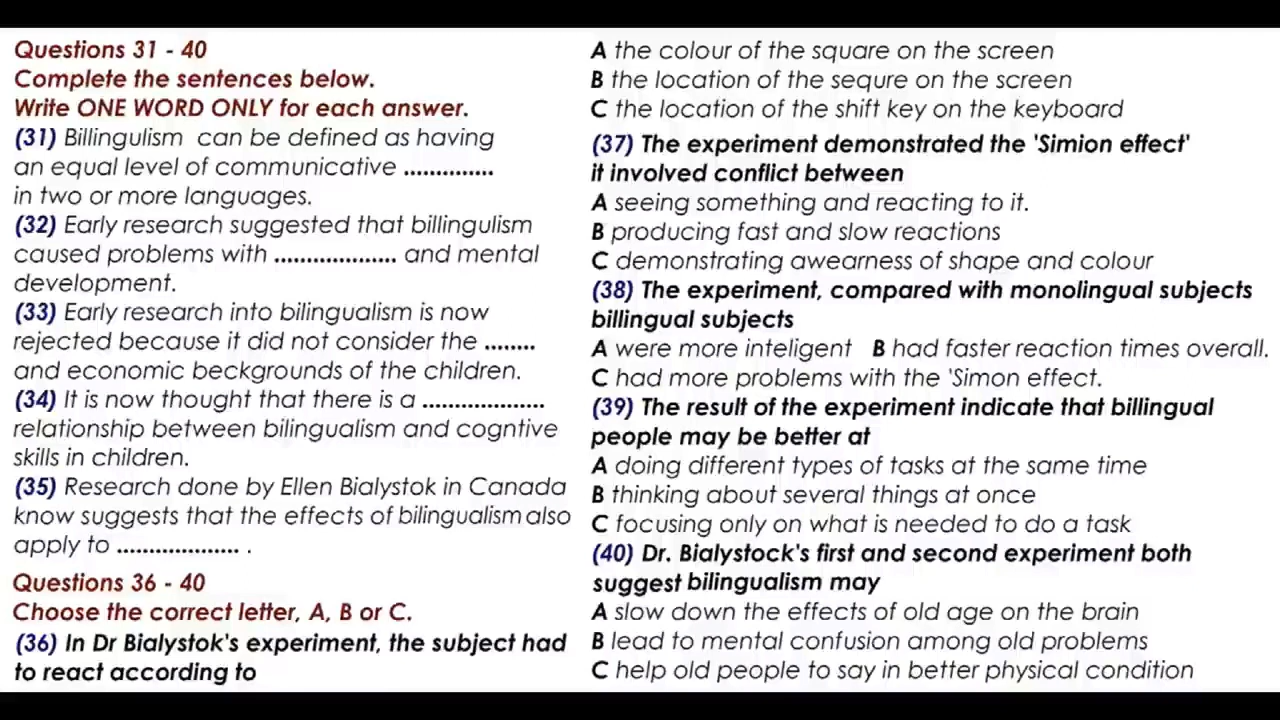 Questions 31 - 40
Complete the sentences below.
Write ONE WORD ONLY for each answer.
(31) Billingulism can be defined as having
an equal level of communicative ..............
in two or more languages.
(32) Early research suggested that billingulism
caused problems with ................... and mental
development.
(33) Early research into bilingualism is now
rejected because it did not consider the ........
and economic beckgrounds of the children.
(34) It is now thought that there is a ...................
relationship between bilingualism and cogntive
skills in children.
(35) Research done by Ellen Bialystok in Canada
know suggests that the effects of bilingualism also
apply to ................... .
Questions 36 - 40
Choose the correct letter, A, B or C.
(36) In Dr Bialystok's experiment, the subject had
to react according to
A the colour of the square on the screen
B the location of the sequre on the screen
C the location of the shift key on the keyboard
(37) The experiment demonstrated the 'Simion effect'
it involved conflict between
A seeing something and reacting to it.
B producing fast and slow reactions
C demonstrating awearness of shape and colour
(38) The experiment, compared with monolingual subjects
billingual subjects
A were more inteligent B had faster reaction times overall.
C had more problems with the 'Simon effect.
(39) The result of the experiment indicate that billingual
people may be better at
A doing different types of tasks at the same time
B thinking about several things at once
C focusing only on what is needed to do a task
(40) Dr. Bialystock's first and second experiment both
suggest bilingualism may
A slow down the effects of old age on the brain
B lead to mental confusion among old problems
C help old people to say in better physical condition